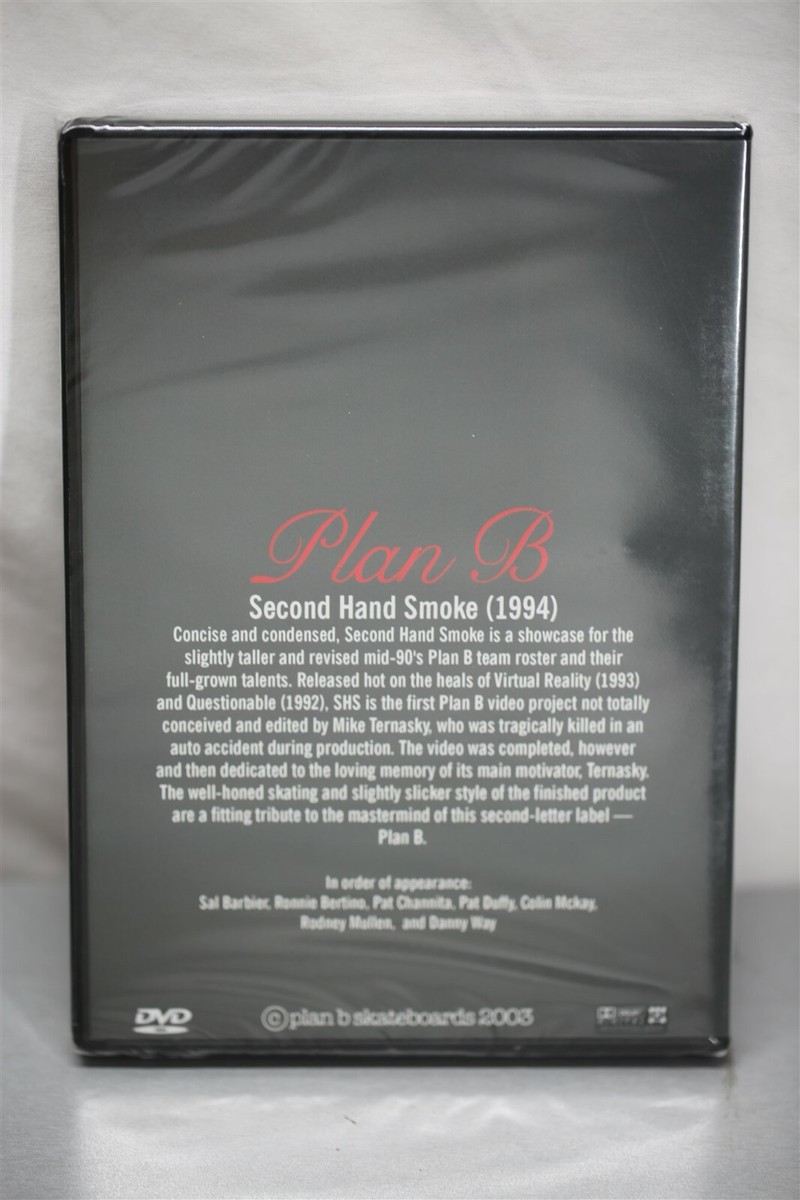 Plan B
Second Hand Smoke (1994)
Concise and condensed, Second Hand Smoke is a showcase for the
slightly taller and revised mid-90's Plan B team roster and their
full-grown talents. Released hot on the heals of Virtual Reality (1993)
and Questionable (1992), SHS is the first Plan B video project not totally
conceived and edited by Mike Ternasky, who was tragically killed in an
auto accident during production. The video was completed, however
and then dedicated to the loving memory of its main motivator, Ternasky.
The well-honed skating and slightly slicker style of the finished product
are a fitting tribute to the mastermind of this second-letter label —
Plan B.
In order of appearance:
Sal Barbier, Ronnie Bertino, Pat Channita, Pat Duffy, Colin Mckay,
Rodney Mullen, and Danny Way
DVD ©plan b skateboards 2003